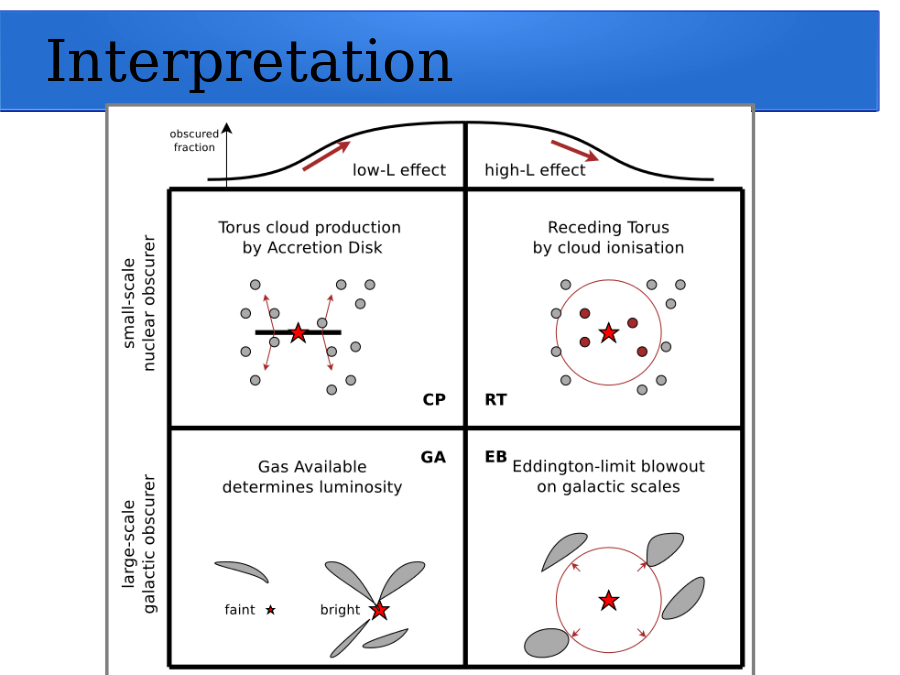 Interpretation
obscured
fraction
low-L effect
high-L effect
small-scale
nuclear obscurer
Torus cloud production
by Accretion Disk
CP
Receding Torus
by cloud ionisation
RT
large-scale
galactic obscurer
GA
Gas Available
determines luminosity
faint
bright
EB
Eddington-limit blowout
on galactic scales